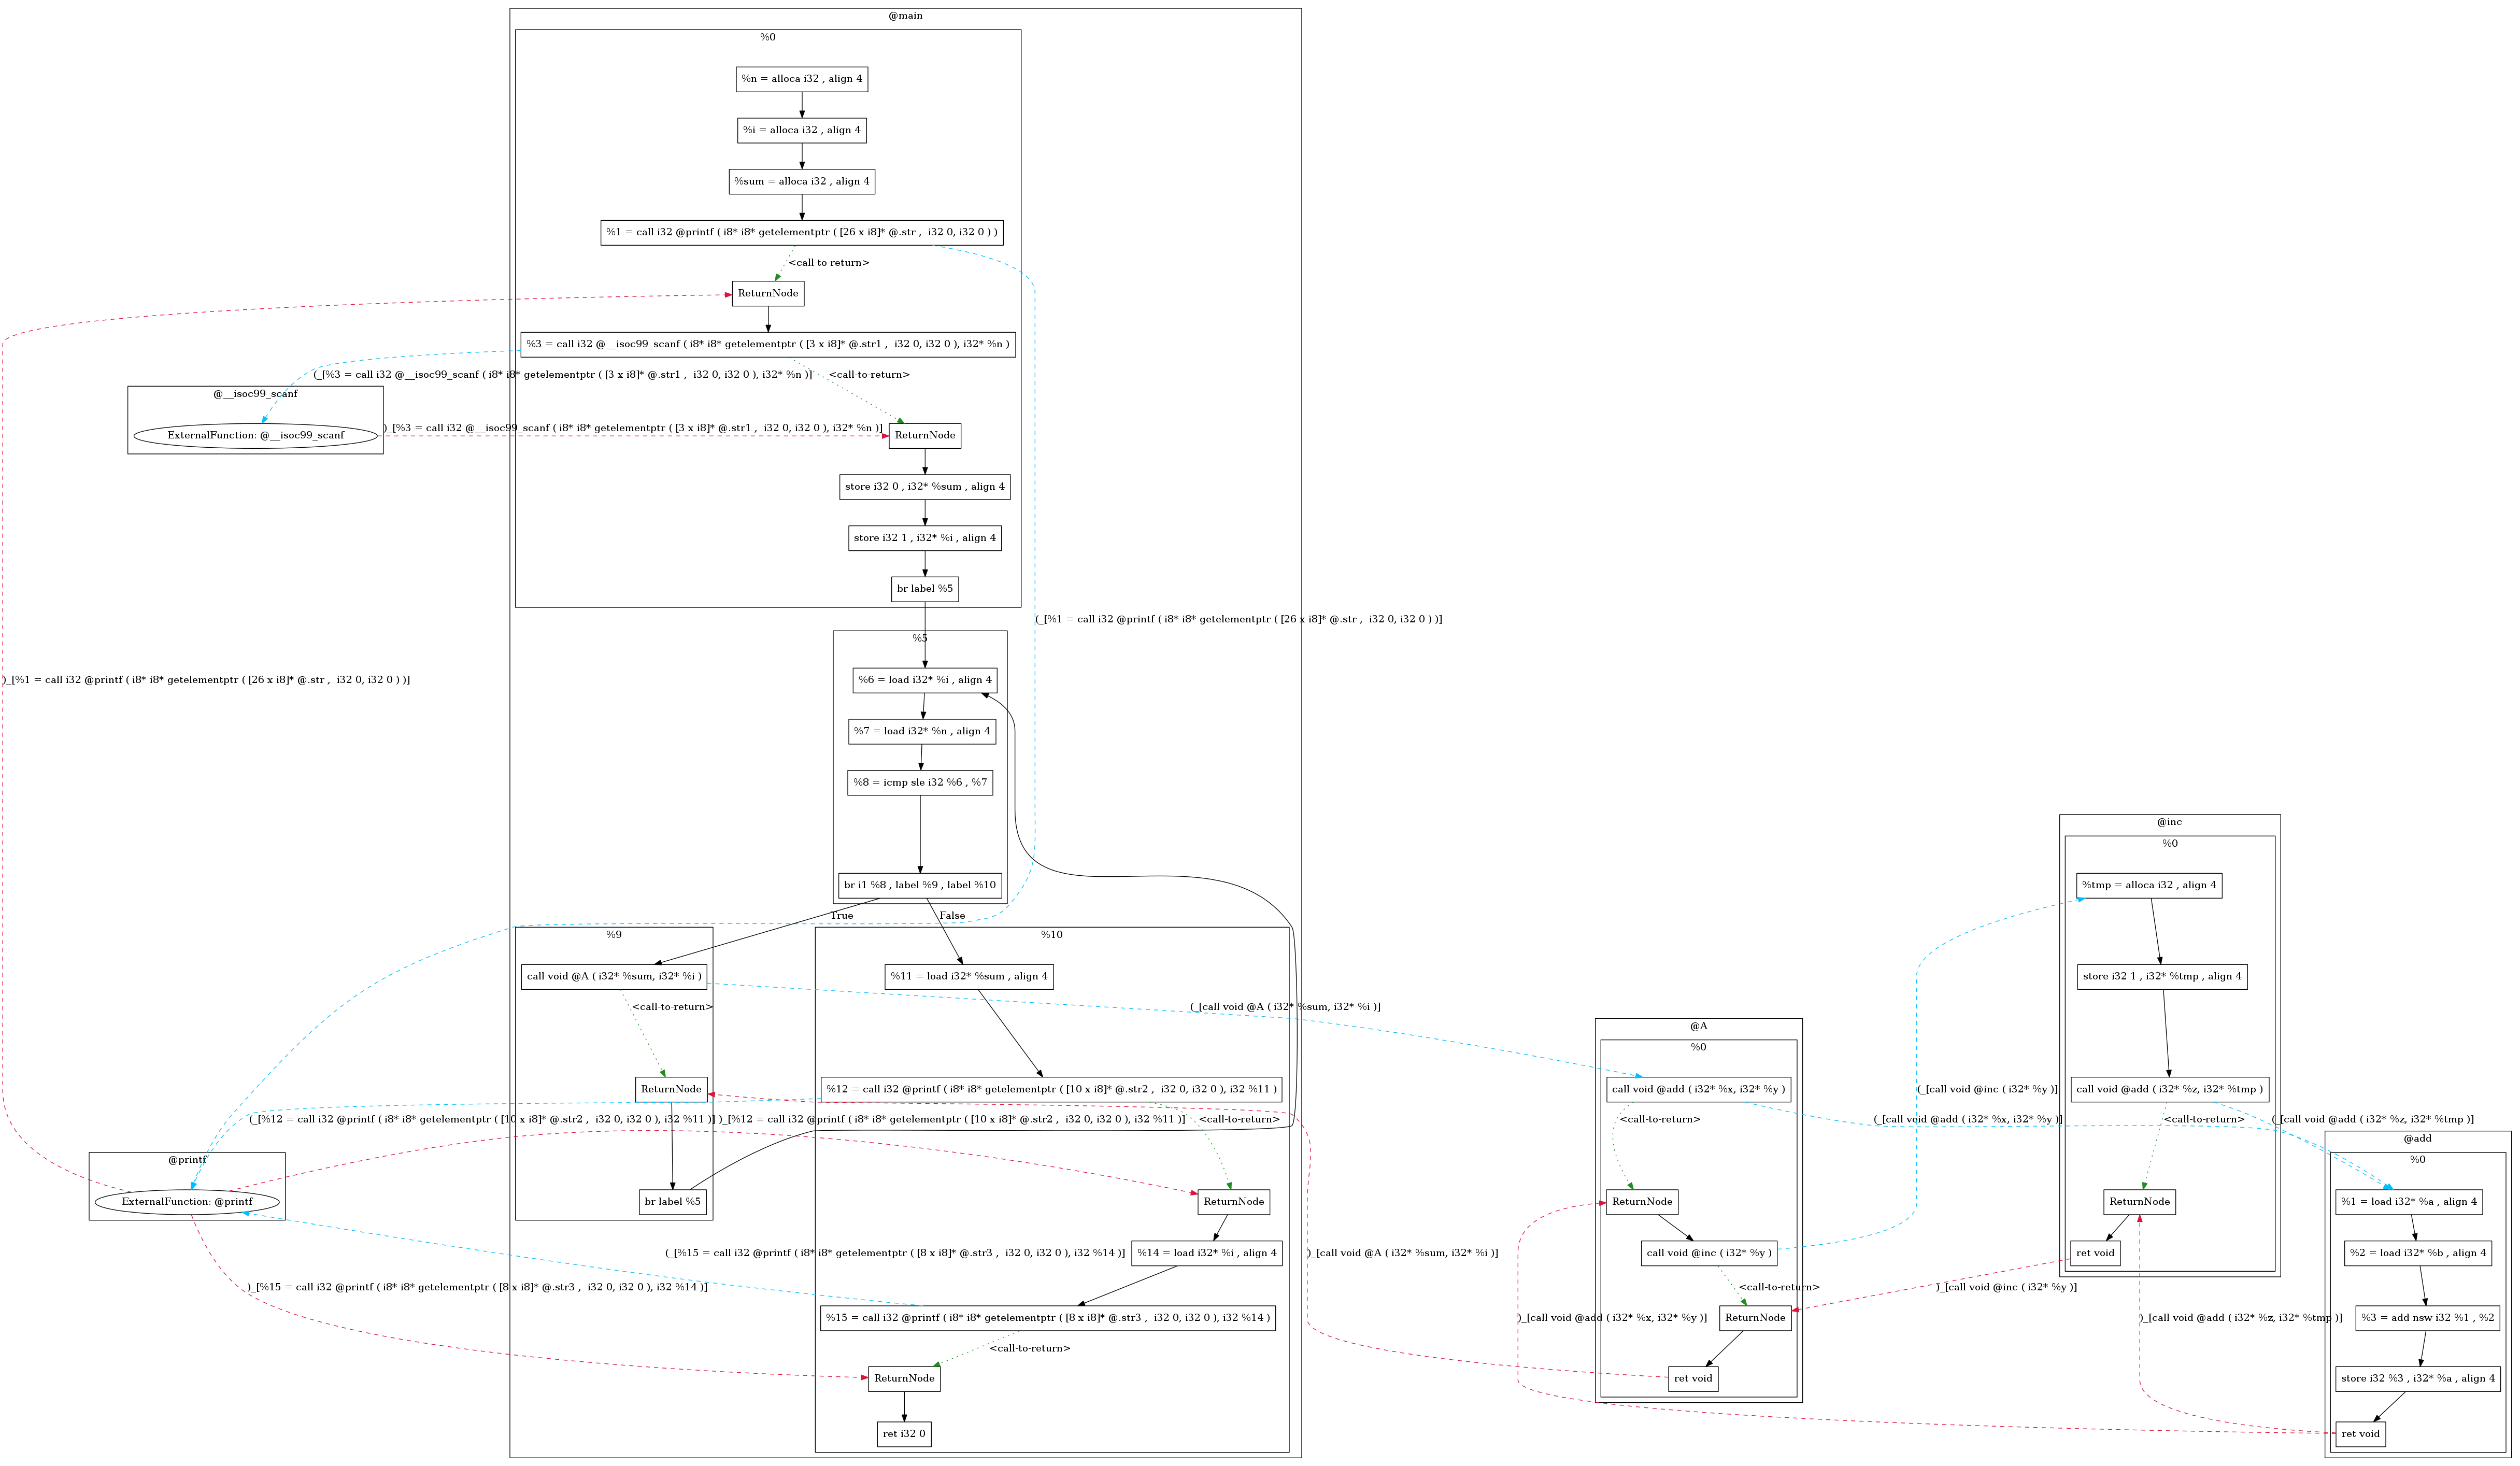 @main
%0
%n = alloca i32 , align 4
%i = alloca i32 , align 4
%sum = alloca i32 , align 4
%1 = call i32 @printf ( i8* i8* getelementptr ( [26 x i8]* @.str ,  i32 0, i32 0 ) )
<call-to-return>
ReturnNode
%3 = call i32 @__isoc99_scanf ( i8* i8* getelementptr ( [3 x i8]* @.str1 ,  i32 0, i32 0 ), i32* %n )
(_[%3 = call i32 @__isoc99_scanf ( i8* i8* getelementptr ( [3 x i8]* @.str1 ,  i32 0, i32 0 ), i32* %n )]
<call-to-return>
@__isoc99_scanf
ExternalFunction: @__isoc99_scanf
)_[%3 = call i32 @__isoc99_scanf ( i8* i8* getelementptr ( [3 x i8]* @.str1 ,  i32 0, i32 0 ), i32* %n )]
ReturnNode
store i32 0 , i32* %sum , align 4
store i32 1 , i32* %i , align 4
br label %5
(_[%1 = call i32 @printf ( i8* i8* getelementptr ( [26 x i8]* @.str ,  i32 0, i32 0 ) )]
%5
%6 = load i32* %i , align 4
)_[%1 = call i32 @printf ( i8* i8* getelementptr ( [26 x i8]* @.str ,  i32 0, i32 0 ) )]
%7 = load i32* %n , align 4
%8 = icmp sle i32 %6 , %7
br i1 %8 , label %9 , label %10
True
False
%9
call void @A ( i32* %sum, i32* %i )
<call-to-return>
ReturnNode
br label %5
%10
%11 = load i32* %sum , align 4
(_[call void @A ( i32* %sum, i32* %i )]
%12 = call i32 @printf ( i8* i8* getelementptr ( [10 x i8]* @.str2 ,  i32 0, i32 0 ), i32 %11 )
(_[%12 = call i32 @printf ( i8* i8* getelementptr ( [10 x i8]* @.str2 ,  i32 0, i32 0 ), i32 %11 )]
)_[%12 = call i32 @printf ( i8* i8* getelementptr ( [10 x i8]* @.str2 ,  i32 0, i32 0 ), i32 %11 )]
<call-to-return>
@printf
ExternalFunction: @printf
ReturnNode
%14 = load i32* %i , align 4
(_[%15 = call i32 @printf ( i8* i8* getelementptr ( [8 x i8]* @.str3 ,  i32 0, i32 0 ), i32 %14 )]
)_[call void @A ( i32* %sum, i32* %i )]
)_[%15 = call i32 @printf ( i8* i8* getelementptr ( [8 x i8]* @.str3 ,  i32 0, i32 0 ), i32 %14 )]
%15 = call i32 @printf ( i8* i8* getelementptr ( [8 x i8]* @.str3 ,  i32 0, i32 0 ), i32 %14 )
<call-to-return>
ReturnNode
ret i32 0
@A
%0
call void @add ( i32* %x, i32* %y )
<call-to-return>
(_[call void @add ( i32* %x, i32* %y )]
ReturnNode
call void @inc ( i32* %y )
<call-to-return>
ReturnNode
)_[call void @add ( i32* %x, i32* %y )]
ret void
(_[call void @inc ( i32* %y )]
)_[call void @inc ( i32* %y )]
@inc
%0
%tmp = alloca i32 , align 4
store i32 1 , i32* %tmp , align 4
call void @add ( i32* %z, i32* %tmp )
<call-to-return>
(_[call void @add ( i32* %z, i32* %tmp )]
ReturnNode
ret void
)_[call void @add ( i32* %z, i32* %tmp )]
@add
%0
%1 = load i32* %a , align 4
%2 = load i32* %b , align 4
%3 = add nsw i32 %1 , %2
store i32 %3 , i32* %a , align 4
ret void